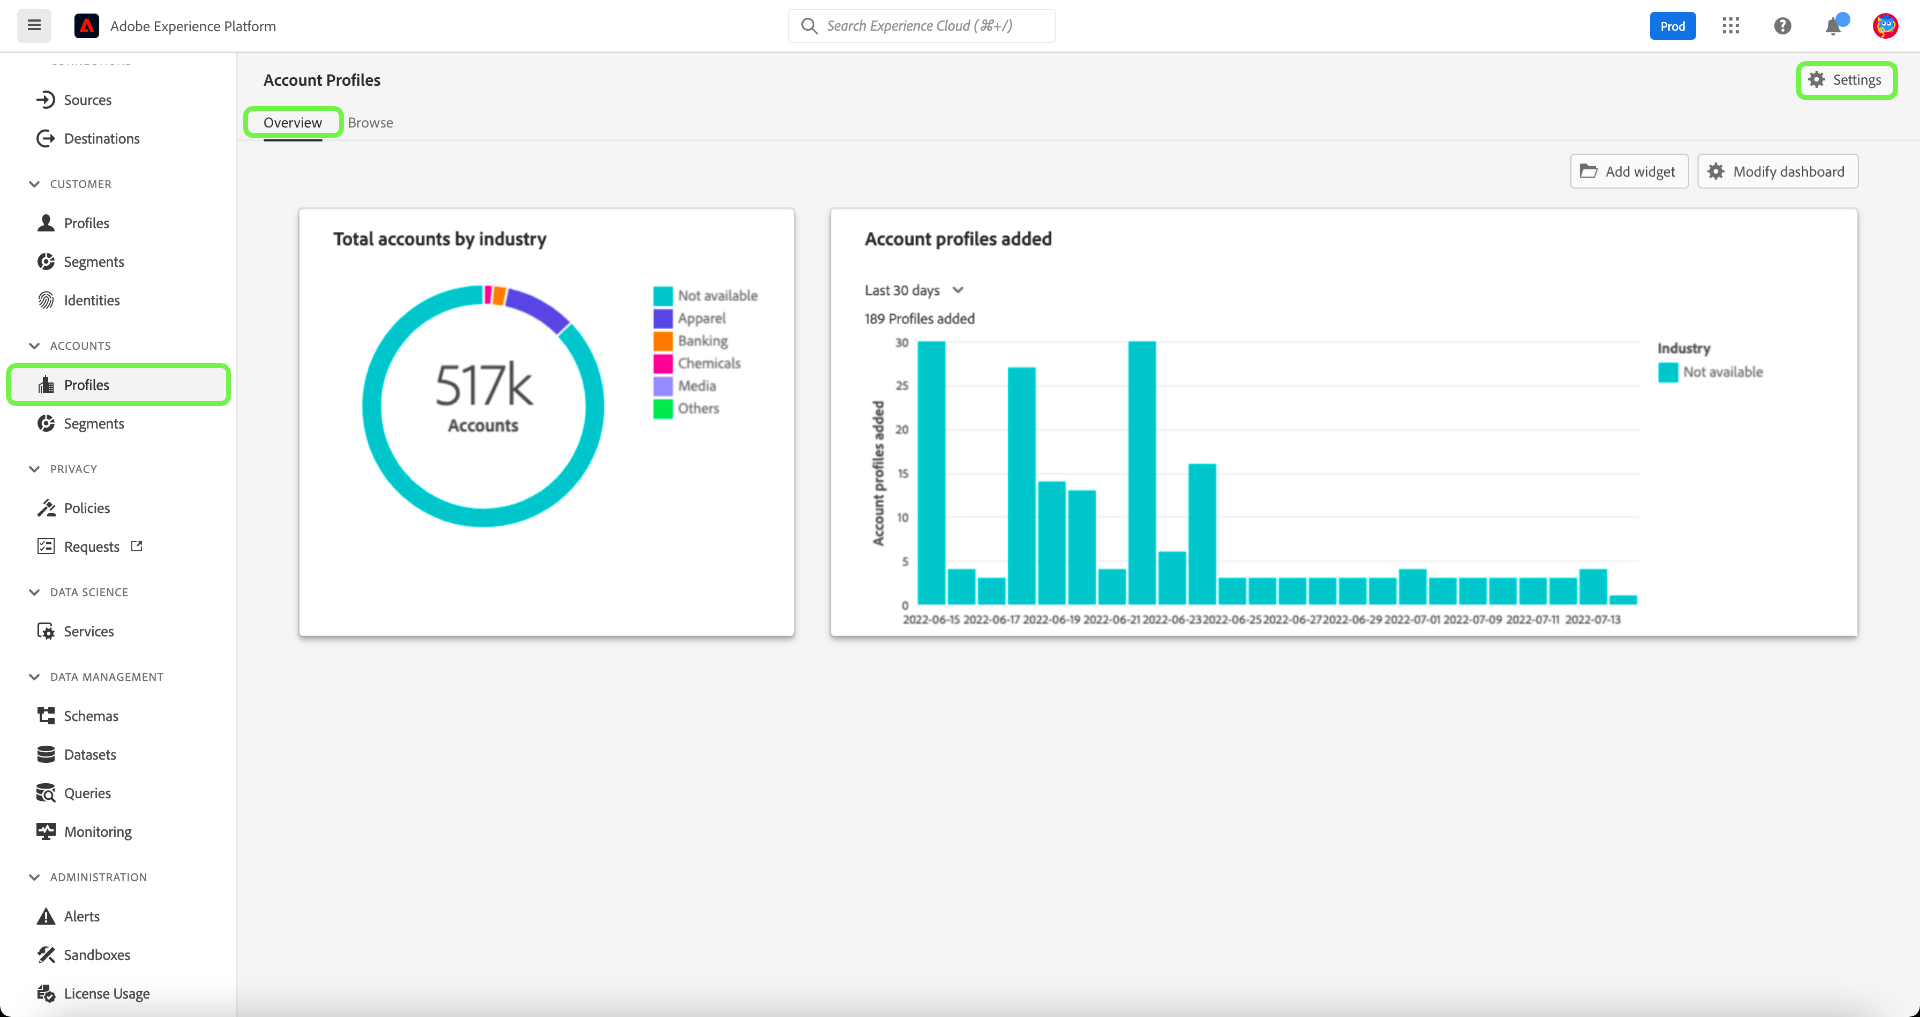 Adobe Experience Platform
Search Experience Cloud (⌘+/)
Prod
CONNECTIONS
Sources
Destinations
CUSTOMER
Profiles
Segments
Identities
ACCOUNTS
Profiles
Segments
PRIVACY
Policies
Requests
DATA SCIENCE
Services
DATA MANAGEMENT
Schemas
Datasets
Queries
Monitoring
ADMINISTRATION
Alerts
Sandboxes
License Usage
Account Profiles
Settings
Overview
Browse
Add widget
Modify dashboard
Total accounts by industry
517k
Accounts
Not available
Apparel
Banking
Chemicals
Media
Others
Account profiles added
Last 30 days
189 Profiles added
Account profiles added
30
25
20
15
10
5
0
2022-06-15 2022-06-17 2022-06-19 2022-06-21 2022-06-23 2022-06-25 2022-06-27 2022-06-29 2022-07-01 2022-07-09 2022-07-11 2022-07-13
Industry
Not available